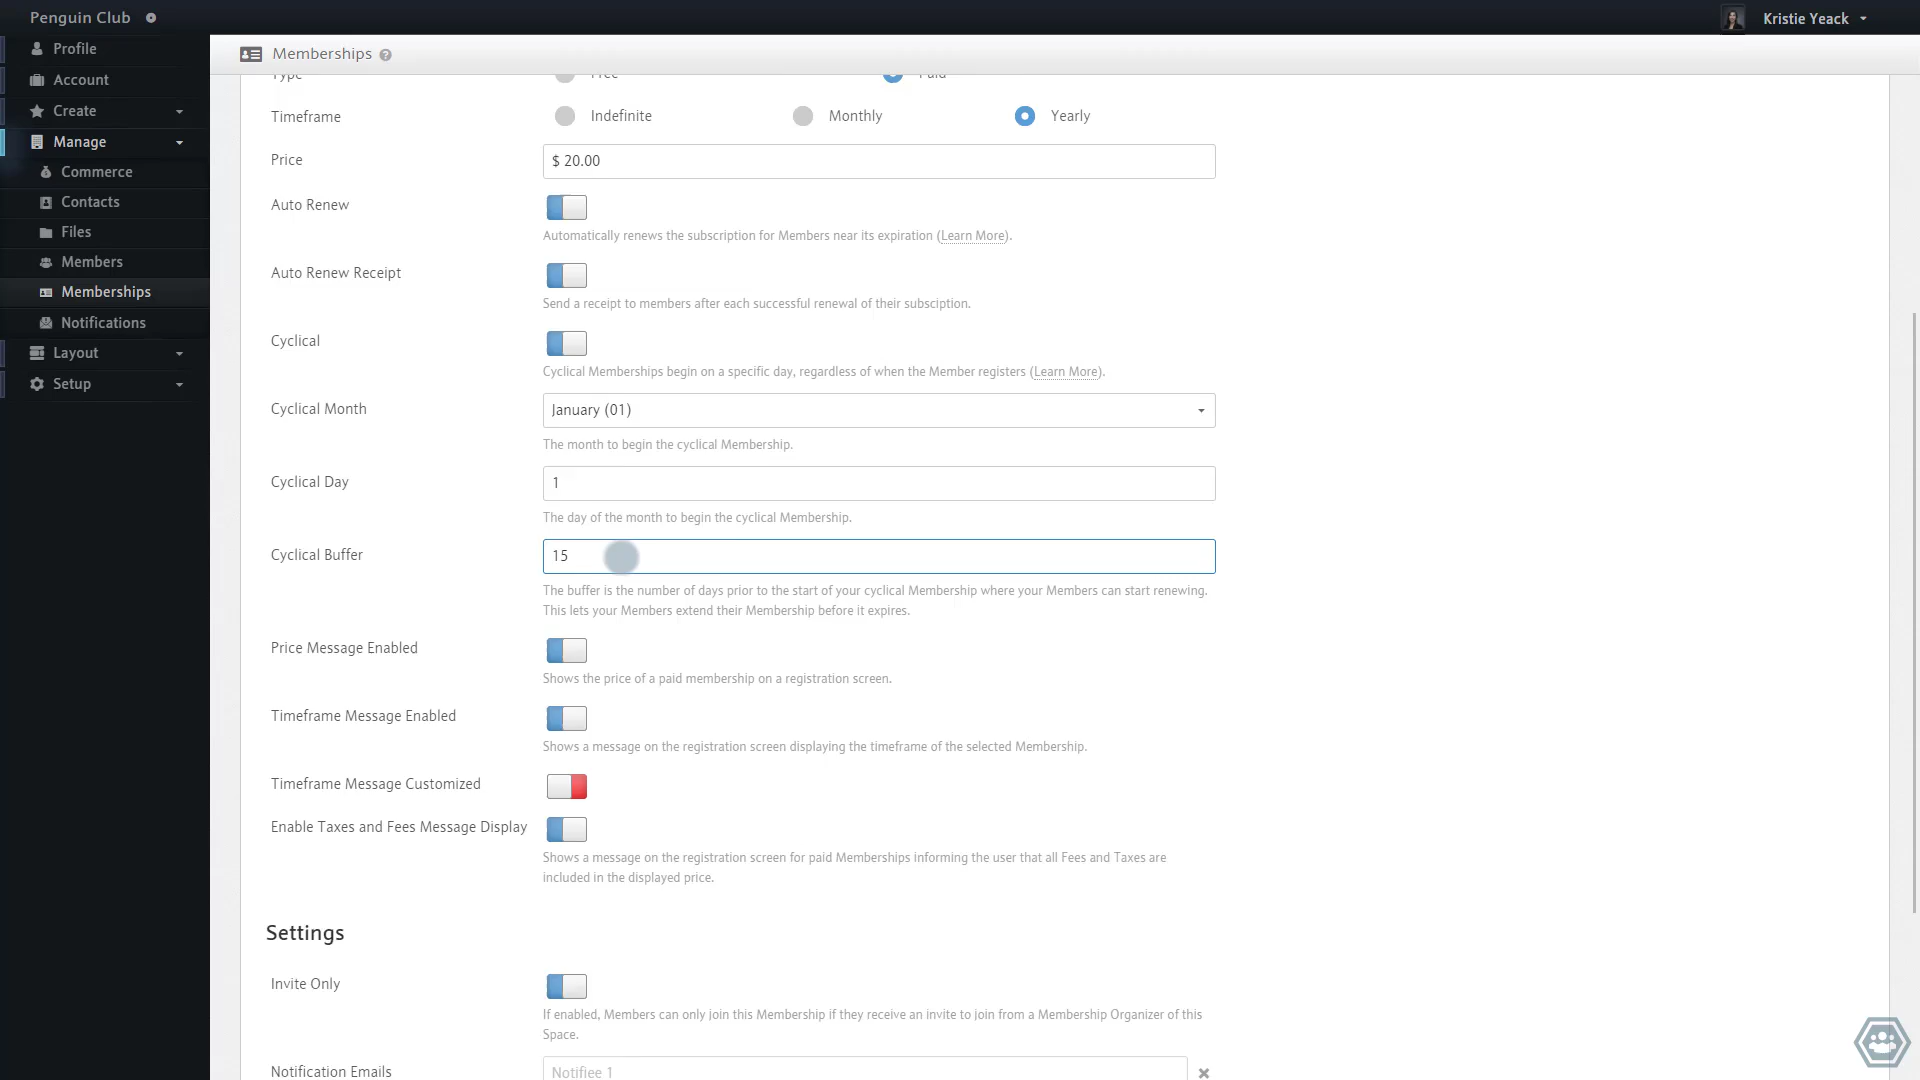 Penguin Club
Kristie Yeack
Profile
Account
Create
Manage
Commerce
Contacts
Files
Members
Memberships
Notifications
Layout
Setup
Memberships
Type
Free
Paid
Timeframe
Indefinite
Monthly
Yearly
Price
$ 20.00
Auto Renew
Automatically renews the subscription for Members near its expiration (Learn More).
Auto Renew Receipt
Send a receipt to members after each successful renewal of their subsciption.
Cyclical
Cyclical Memberships begin on a specific day, regardless of when the Member registers (Learn More).
Cyclical Month
January (01)
The month to begin the cyclical Membership.
Cyclical Day
1
The day of the month to begin the cyclical Membership.
Cyclical Buffer
15
The buffer is the number of days prior to the start of your cyclical Membership where your Members can start renewing.
This lets your Members extend their Membership before it expires.
Price Message Enabled
Shows the price of a paid membership on a registration screen.
Timeframe Message Enabled
Shows a message on the registration screen displaying the timeframe of the selected Membership.
Timeframe Message Customized
Enable Taxes and Fees Message Display
Shows a message on the registration screen for paid Memberships informing the user that all Fees and Taxes are
included in the displayed price.
Settings
Invite Only
If enabled, Members can only join this Membership if they receive an invite to join from a Membership Organizer of this
Space.
Notification Emails
Notifiee 1